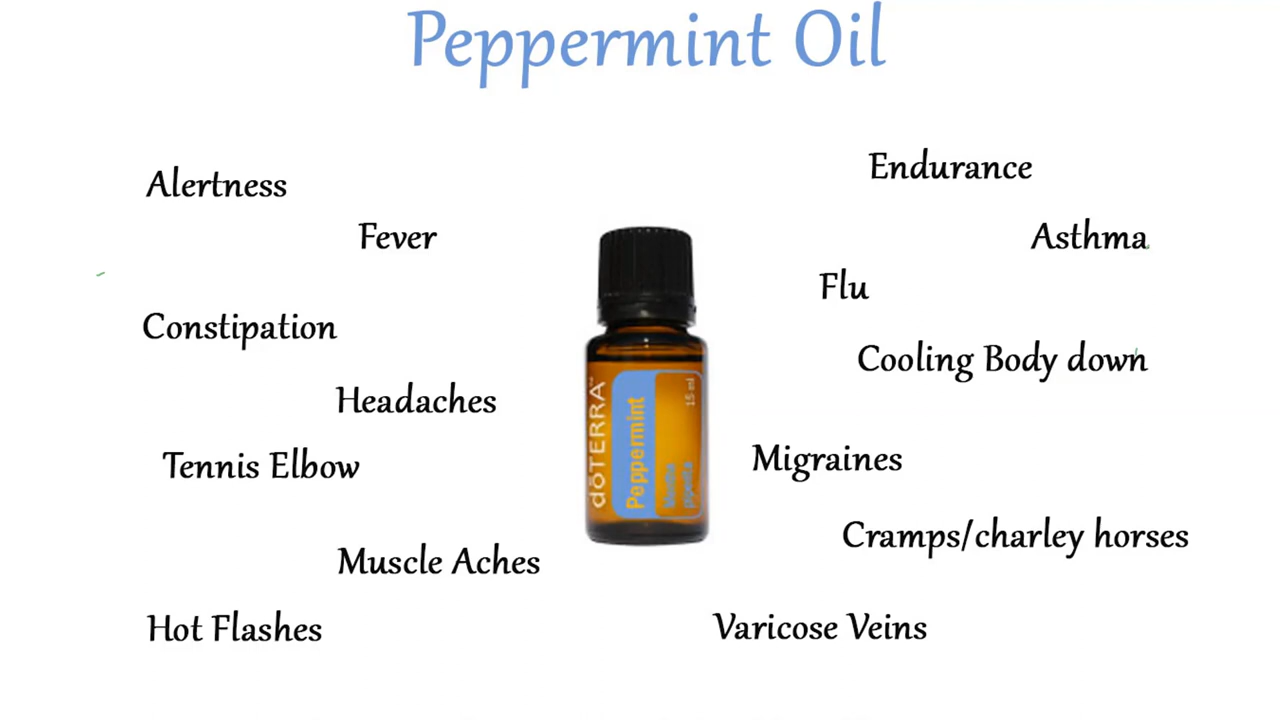 Peppermint Oil
Alertness
Endurance
Fever
Asthma
Flu
Constipation
Cooling Body down
Headaches
Tennis Elbow
Migraines
Cramps/charley horses
Muscle Aches
Hot Flashes
Varicose Veins
dōTERRA
Peppermint
15 ml